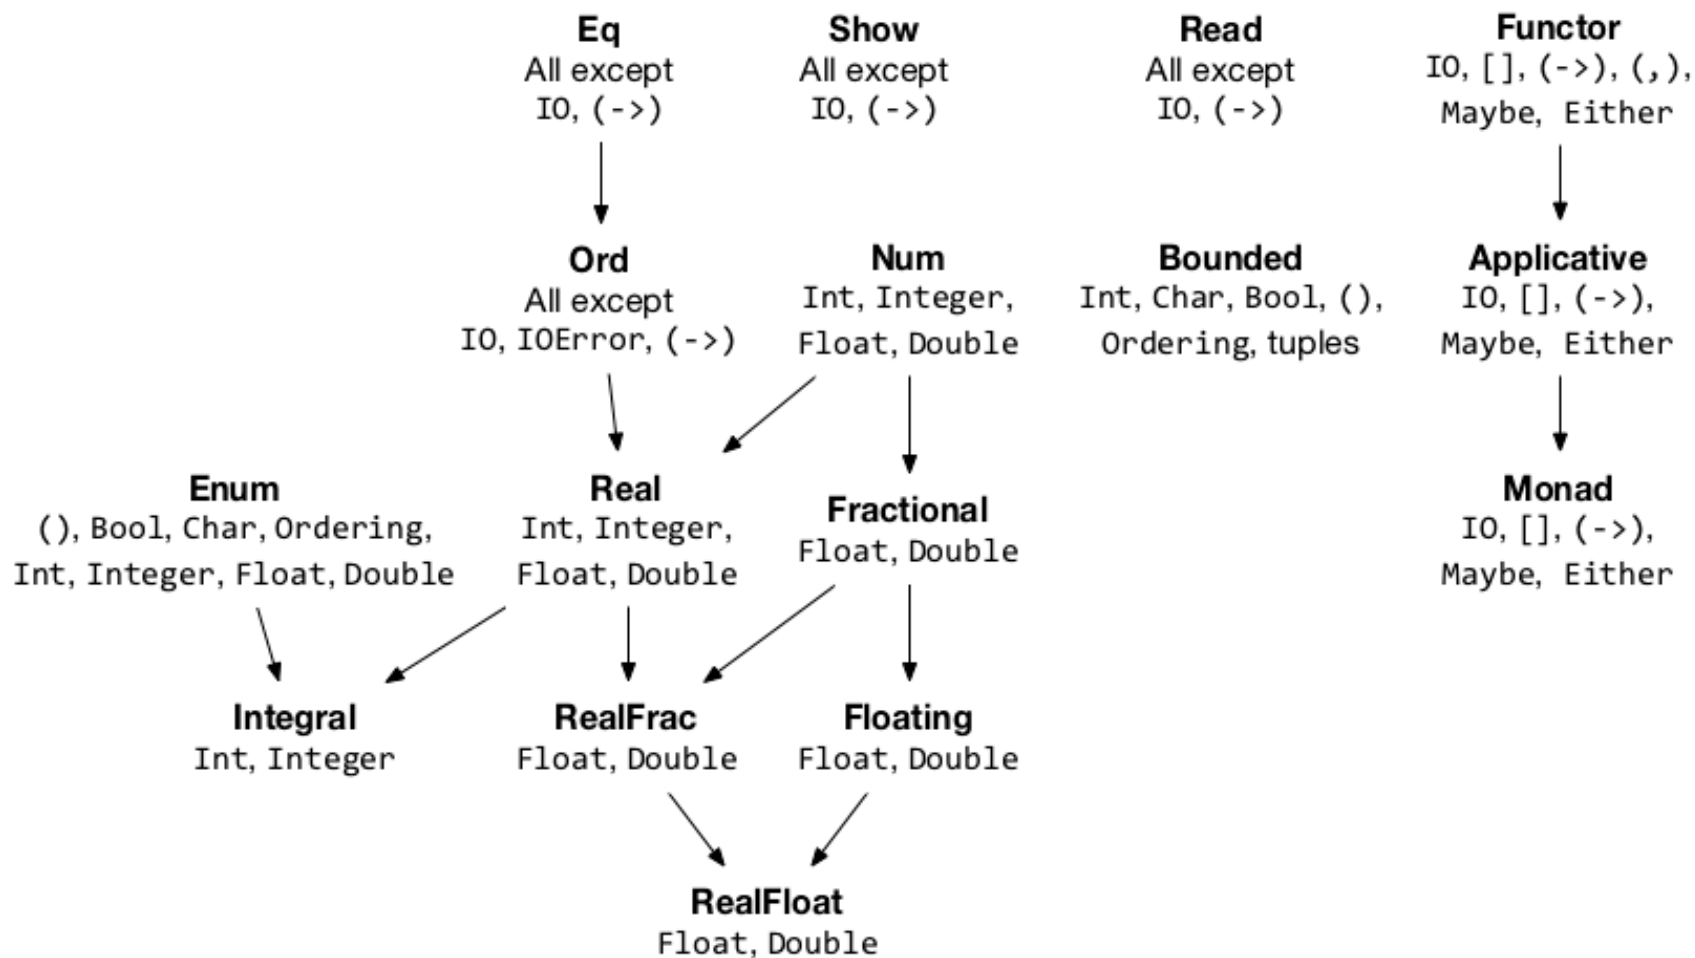 Eq
All except
IO, (->)
Show
All except
IO, (->)
Read
All except
IO, (->)
Functor
IO, [], (->), (,),
Maybe, Either
Ord
All except
IO, IOError, (->)
Num
Int, Integer,
Float, Double
Bounded
Int, Char, Bool, (),
Ordering, tuples
Applicative
IO, [], (->),
Maybe, Either
Enum
(), Bool, Char, Ordering,
Int, Integer, Float, Double
Real
Int, Integer,
Float, Double
Fractional
Float, Double
Monad
IO, [], (->),
Maybe, Either
Integral
Int, Integer
RealFrac
Float, Double
Floating
Float, Double
RealFloat
Float, Double